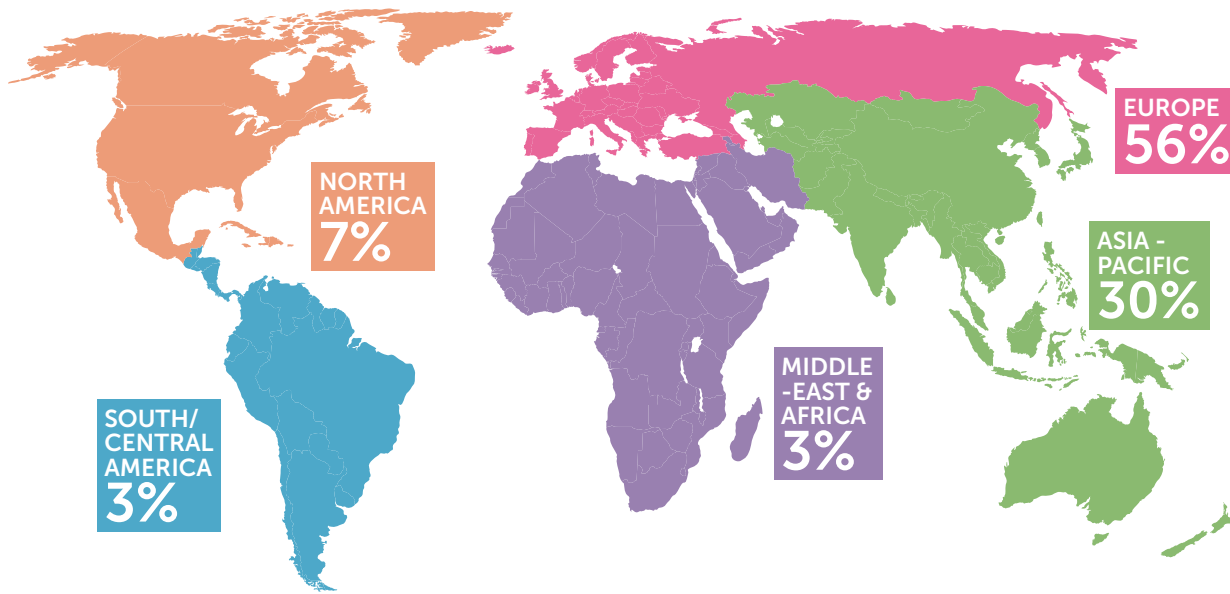 EUROPE
56%
NORTH
AMERICA
7%
ASIA -
PACIFIC
30%
MIDDLE
-EAST &
AFRICA
3%
SOUTH/
CENTRAL
AMERICA
3%